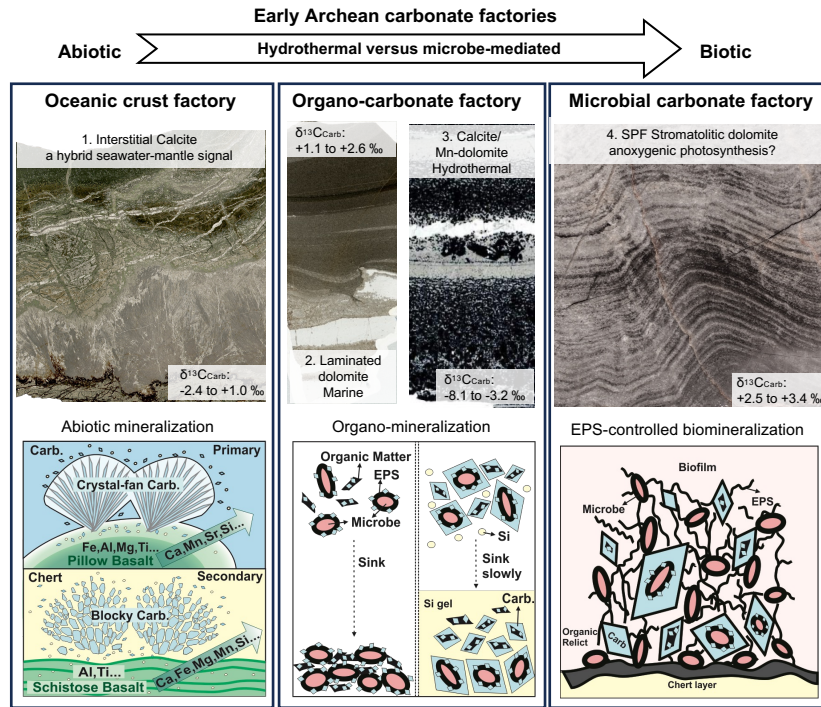 Early Archean carbonate factories
Abiotic
Hydrothermal versus microbe-mediated
Biotic
Oceanic crust factory
1. Interstitial Calcite
a hybrid seawater-mantle signal
δ¹³CCarb:
-2.4 to +1.0 ‰
Abiotic mineralization
Carb.
Primary
Crystal-fan Carb.
Fe,Al,Mg,Ti...
Pillow Basalt
Ca,Mn,Sr,Si...
Chert
Secondary
Blocky Carb.
Al,Ti...
Schistose Basalt
Ca,Fe,Mg,Mn,Si...
Organo-carbonate factory
δ¹³CCarb:
+1.1 to +2.6 ‰
2. Laminated
dolomite
Marine
3. Calcite/
Mn-dolomite
Hydrothermal
δ¹³CCarb:
-8.1 to -3.2 ‰
Organo-mineralization
Organic Matter
EPS
Microbe
Sink
Si
Sink
slowly
Si gel
Carb.
Microbial carbonate factory
4. SPF Stromatolitic dolomite
anoxygenic photosynthesis?
δ¹³CCarb:
+2.5 to +3.4 ‰
EPS-controlled biomineralization
Biofilm
EPS
Microbe
Organic
Relict
Carb
Chert layer